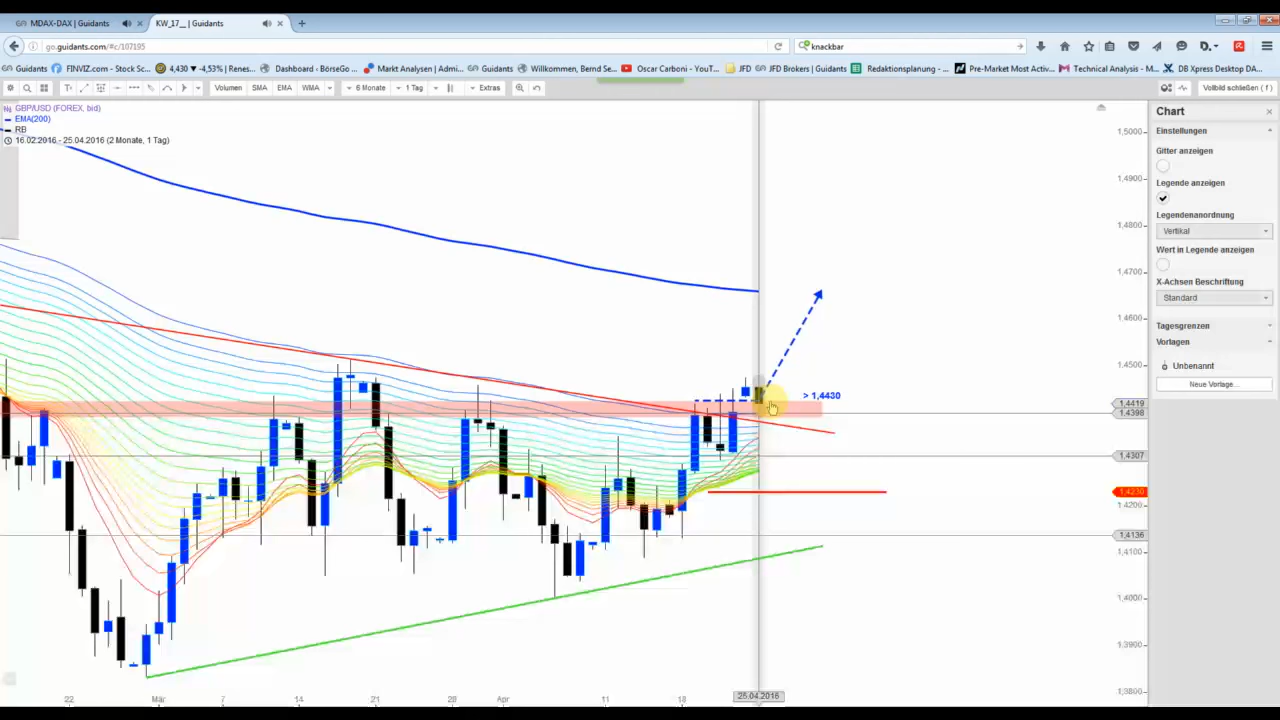 MDAX-DAX | Guidants
KW_17__ | Guidants
go.guidants.com/#c/107195
knackbar
Guidants
FINVIZ.com - Stock Sc...
4,430 ▼ -4,53% | Renes...
Dashboard - BörseGo ...
Markt Analysen | Admi...
Guidants
Willkommen, Bernd Se...
Oscar Carboni - YouT...
JFD
JFD Brokers | Guidants
Redaktionsplanung - ...
Pre-Market Most Activ...
Technical Analysis - M...
DB Xpress Desktop DA...
Volumen
SMA
EMA
WMA
6 Monate
1 Tag
Extras
Vollbild schließen ( f )
GBP/USD (FOREX, bid)
EMA(200)
RB
16.02.2016 - 25.04.2016 (2 Monate, 1 Tag)
> 1,4430
1,5000
1,4900
1,4800
1,4700
1,4600
1,4500
1,4419
1,4398
1,4307
1,4230
1,4200
1,4136
1,4100
1,4000
1,3900
1,3800
22
Mär
7
14
21
28
Apr
11
18
25.04.2016
Chart
Einstellungen
Gitter anzeigen
Legende anzeigen
Legendenanordnung
Vertikal
Wert in Legende anzeigen
X-Achsen Beschriftung
Standard
Tagesgrenzen
Vorlagen
Unbenannt
Neue Vorlage...